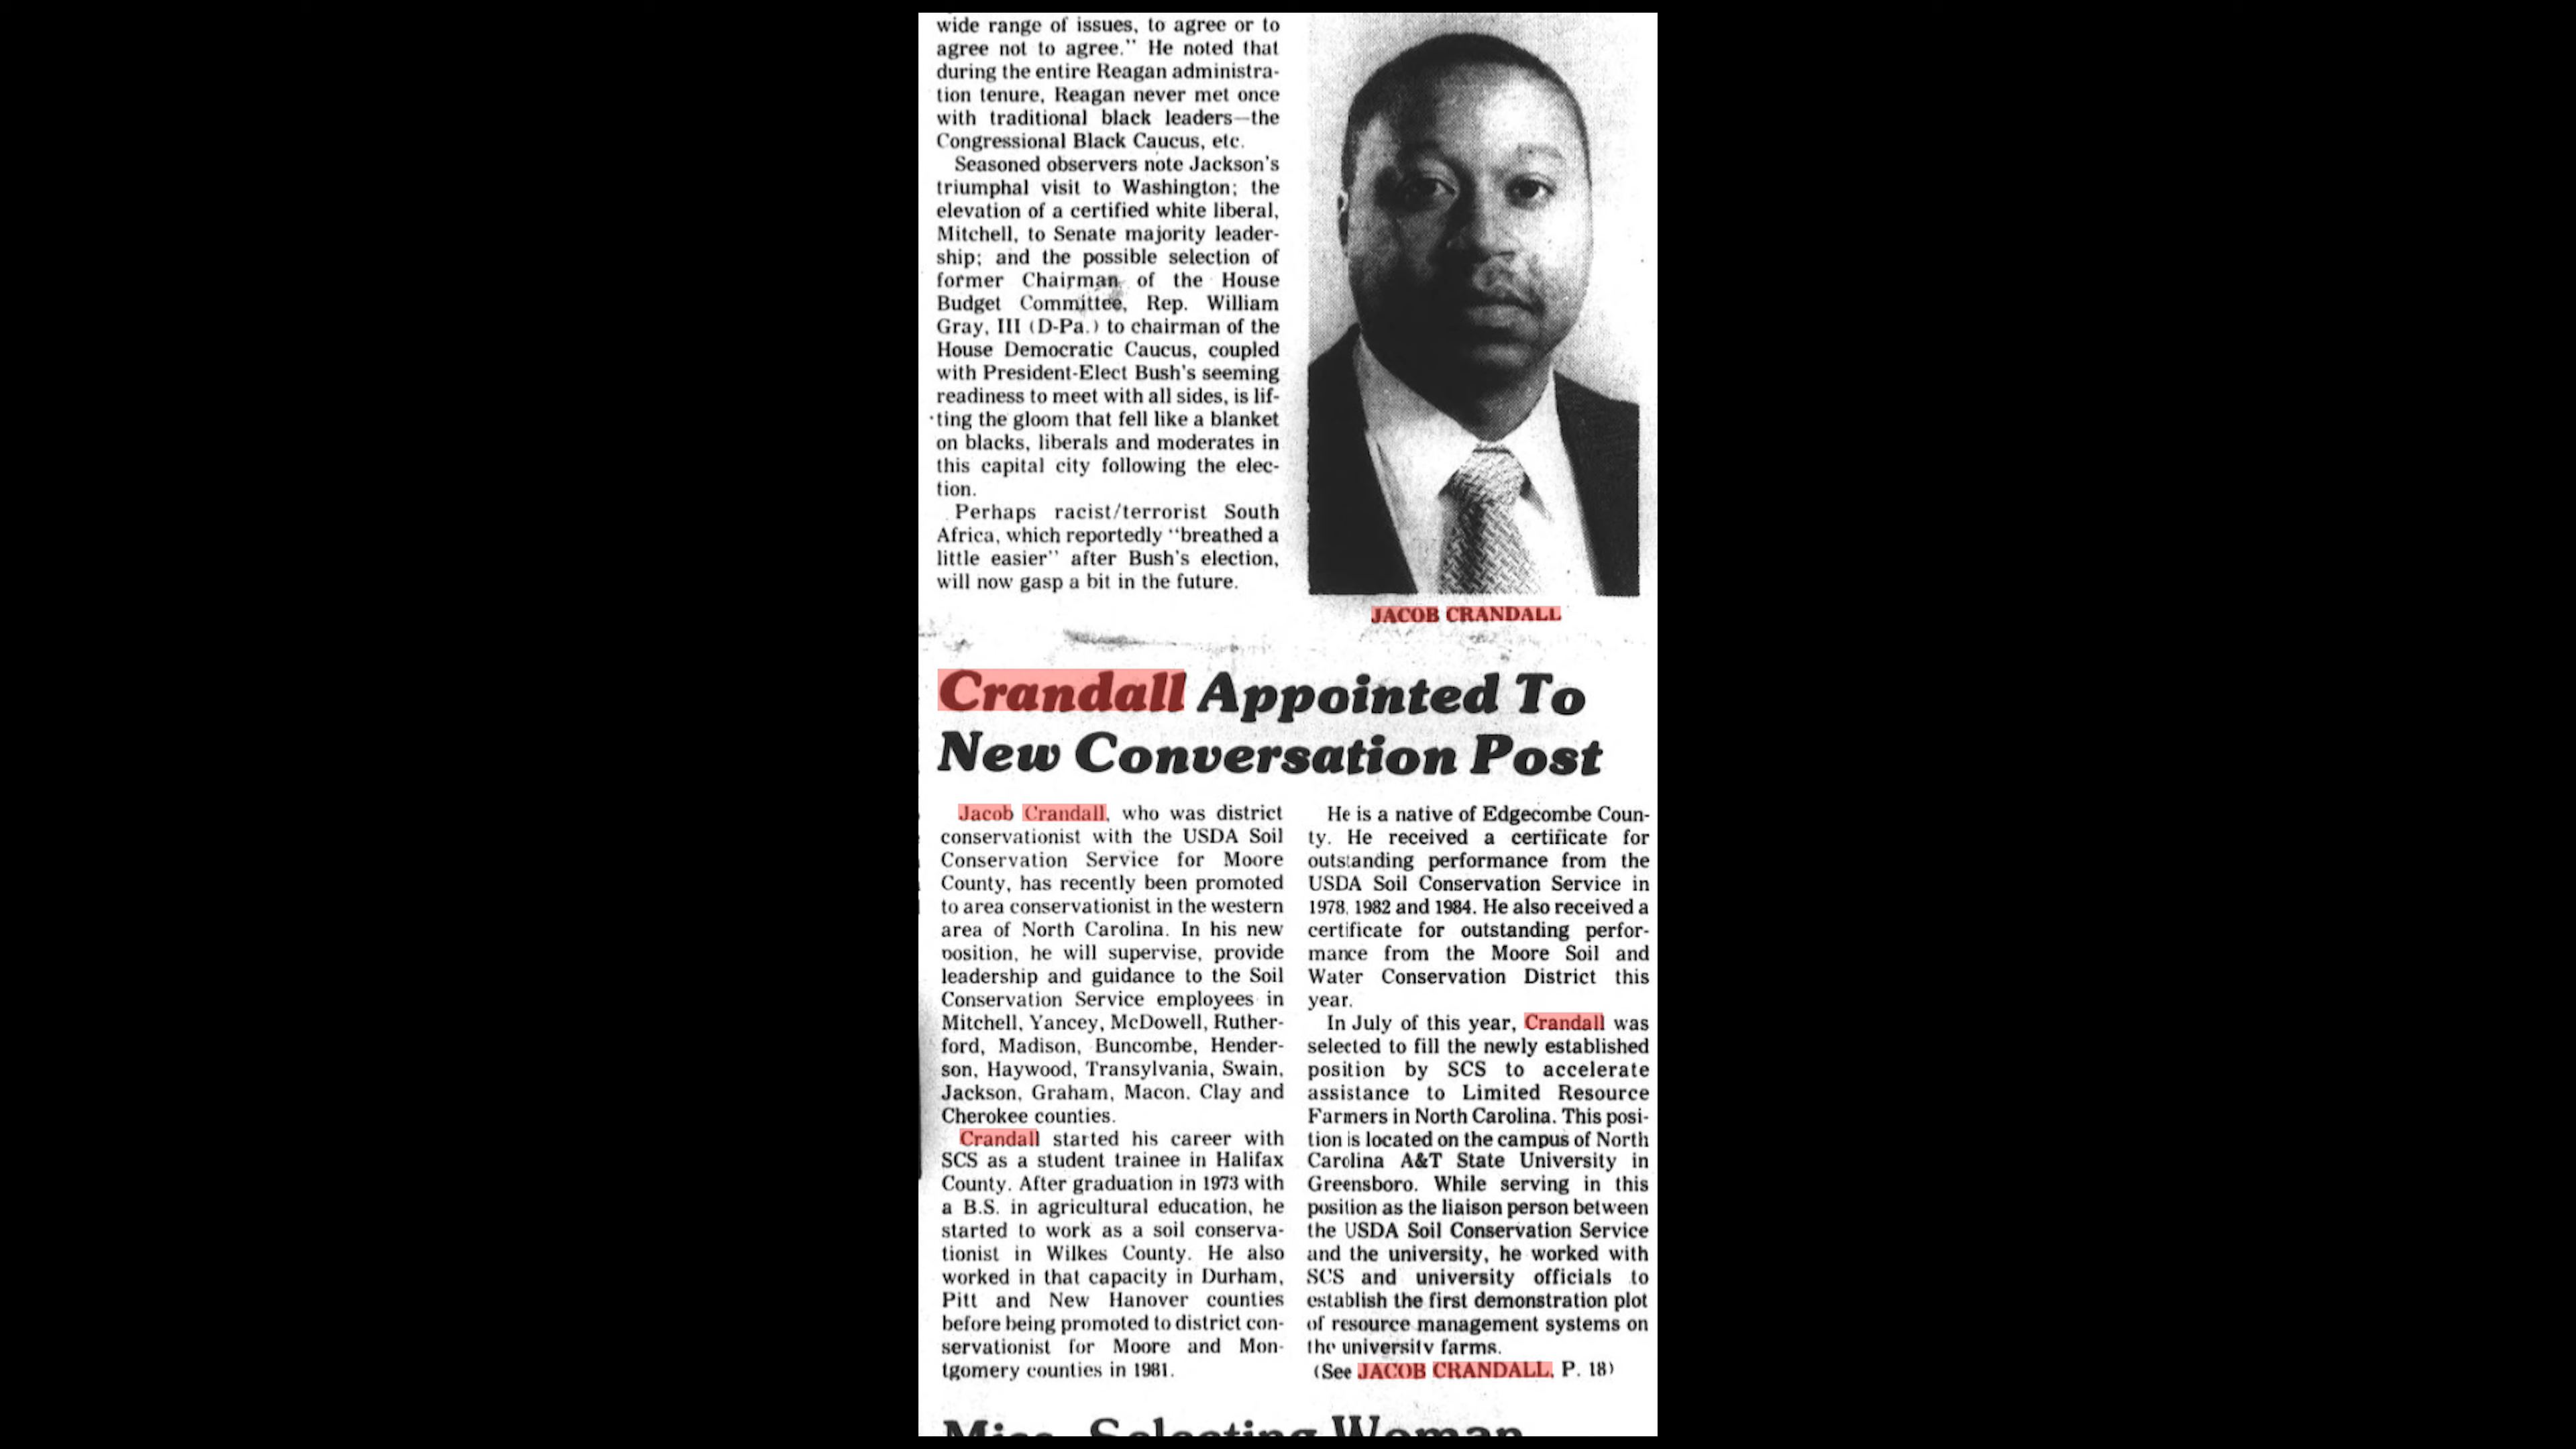 wide range of issues, to agree or to
agree not to agree." He noted that
during the entire Reagan administra-
tion tenure, Reagan never met once
with traditional black leaders—the
Congressional Black Caucus, etc.
Seasoned observers note Jackson's
triumphal visit to Washington; the
elevation of a certified white liberal,
Mitchell, to Senate majority leader-
ship; and the possible selection of
former Chairman of the House
Budget Committee, Rep. William
Gray, III (D-Pa.) to chairman of the
House Democratic Caucus, coupled
with President-Elect Bush's seeming
readiness to meet with all sides, is lif-
ting the gloom that fell like a blanket
on blacks, liberals and moderates in
this capital city following the elec-
tion.
Perhaps racist/terrorist South
Africa, which reportedly "breathed a
little easier" after Bush's election,
will now gasp a bit in the future.
JACOB CRANDALL
Crandall Appointed To
New Conversation Post
Jacob Crandall, who was district
conservationist with the USDA Soil
Conservation Service for Moore
County, has recently been promoted
to area conservationist in the western
area of North Carolina. In his new
position, he will supervise, provide
leadership and guidance to the Soil
Conservation Service employees in
Mitchell, Yancey, McDowell, Ruther-
ford, Madison, Buncombe, Hender-
son, Haywood, Transylvania, Swain,
Jackson, Graham, Macon. Clay and
Cherokee counties.
Crandall started his career with
SCS as a student trainee in Halifax
County. After graduation in 1973 with
a B.S. in agricultural education, he
started to work as a soil conserva-
tionist in Wilkes County. He also
worked in that capacity in Durham,
Pitt and New Hanover counties
before being promoted to district con-
servationist for Moore and Mon-
tgomery counties in 1981.
He is a native of Edgecombe Coun-
ty. He received a certificate for
outstanding performance from the
USDA Soil Conservation Service in
1978, 1982 and 1984. He also received a
certificate for outstanding perfor-
mance from the Moore Soil and
Water Conservation District this
year.
In July of this year, Crandall was
selected to fill the newly established
position by SCS to accelerate
assistance to Limited Resource
Farmers in North Carolina. This posi-
tion is located on the campus of North
Carolina A&T State University in
Greensboro. While serving in this
position as the liaison person between
the USDA Soil Conservation Service
and the university, he worked with
SCS and university officials to
establish the first demonstration plot
of resource management systems on
the university farms.
(See JACOB CRANDALL, P. 18)
Miss. Selecting Woman